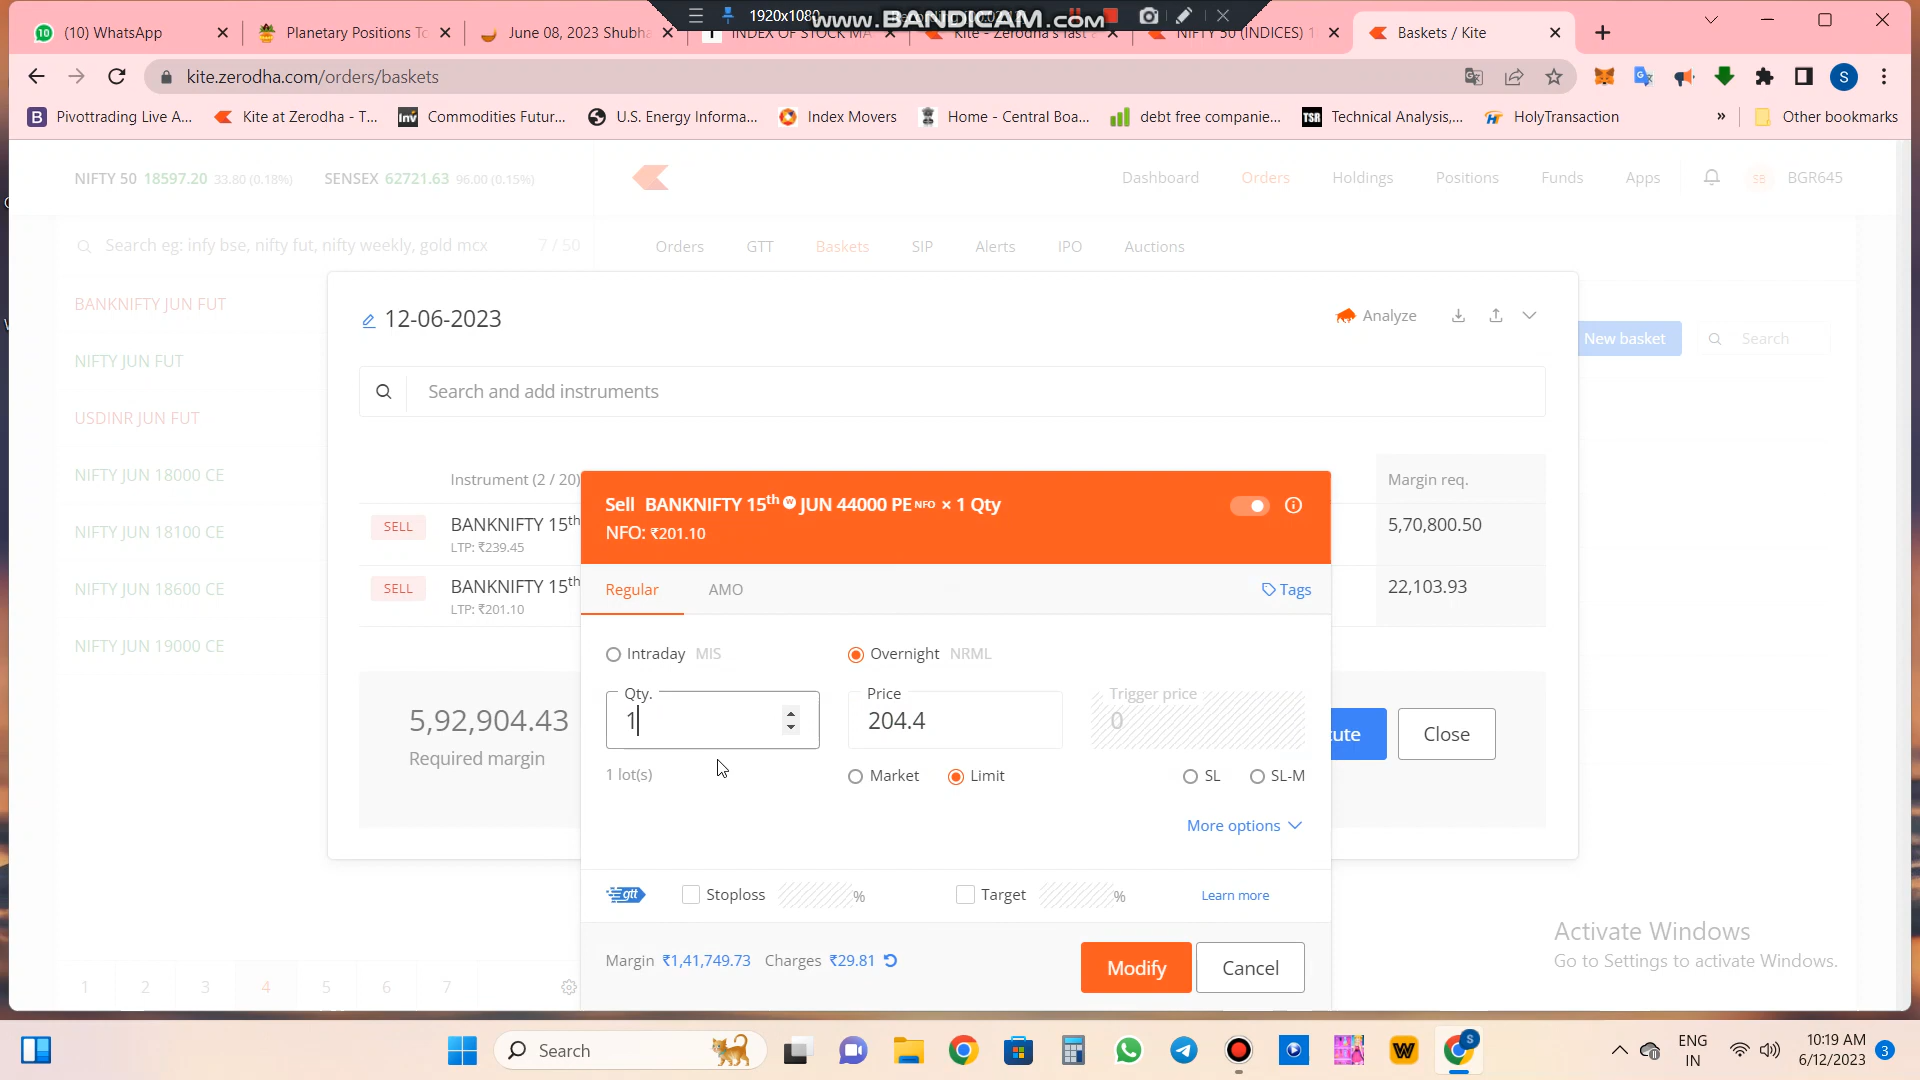 1920x1080
www.BANDICAM.com
(10) WhatsApp
Planetary Positions To
June 08, 2023 Shubha
INDEX OF STOCK MA
Kite - Zerodha's fast
NIFTY 50 (INDICES)
Baskets / Kite
kite.zerodha.com/orders/baskets
S
Pivottrading Live A...
Kite at Zerodha - T...
Commodities Futur...
U.S. Energy Informa...
Index Movers
Home - Central Boa...
debt free companie...
Technical Analysis,...
HolyTransaction
»
Other bookmarks
NIFTY 50 18597.20 33.80 (0.18%)
SENSEX 62721.63 96.00 (0.15%)
Dashboard
Orders
Holdings
Positions
Funds
Apps
SB
BGR645
Search eg: infy bse, nifty fut, nifty weekly, gold mcx
7 / 50
Orders
GTT
Baskets
SIP
Alerts
IPO
Auctions
BANKNIFTY JUN FUT
NIFTY JUN FUT
USDINR JUN FUT
NIFTY JUN 18000 CE
NIFTY JUN 18100 CE
NIFTY JUN 18600 CE
NIFTY JUN 19000 CE
12-06-2023
Analyze
New basket
Search
Search and add instruments
Instrument (2 / 20)
Margin req.
SELL
BANKNIFTY 15th
LTP: ₹239.45
5,70,800.50
SELL
BANKNIFTY 15th
LTP: ₹201.10
22,103.93
5,92,904.43
Required margin
cute
Close
Sell BANKNIFTY 15th W JUN 44000 PE NFO × 1 Qty
NFO: ₹201.10
Regular
AMO
Tags
Intraday MIS
Overnight NRML
Qty.
1
Price
204.4
Trigger price
0
1 lot(s)
Market
Limit
SL
SL-M
More options
gtt
Stoploss
%
Target
%
Learn more
Margin ₹1,41,749.73 Charges ₹29.81
Modify
Cancel
Activate Windows
Go to Settings to activate Windows.
1
2
3
4
5
6
7
Search
ENG
IN
10:19 AM
6/12/2023
3